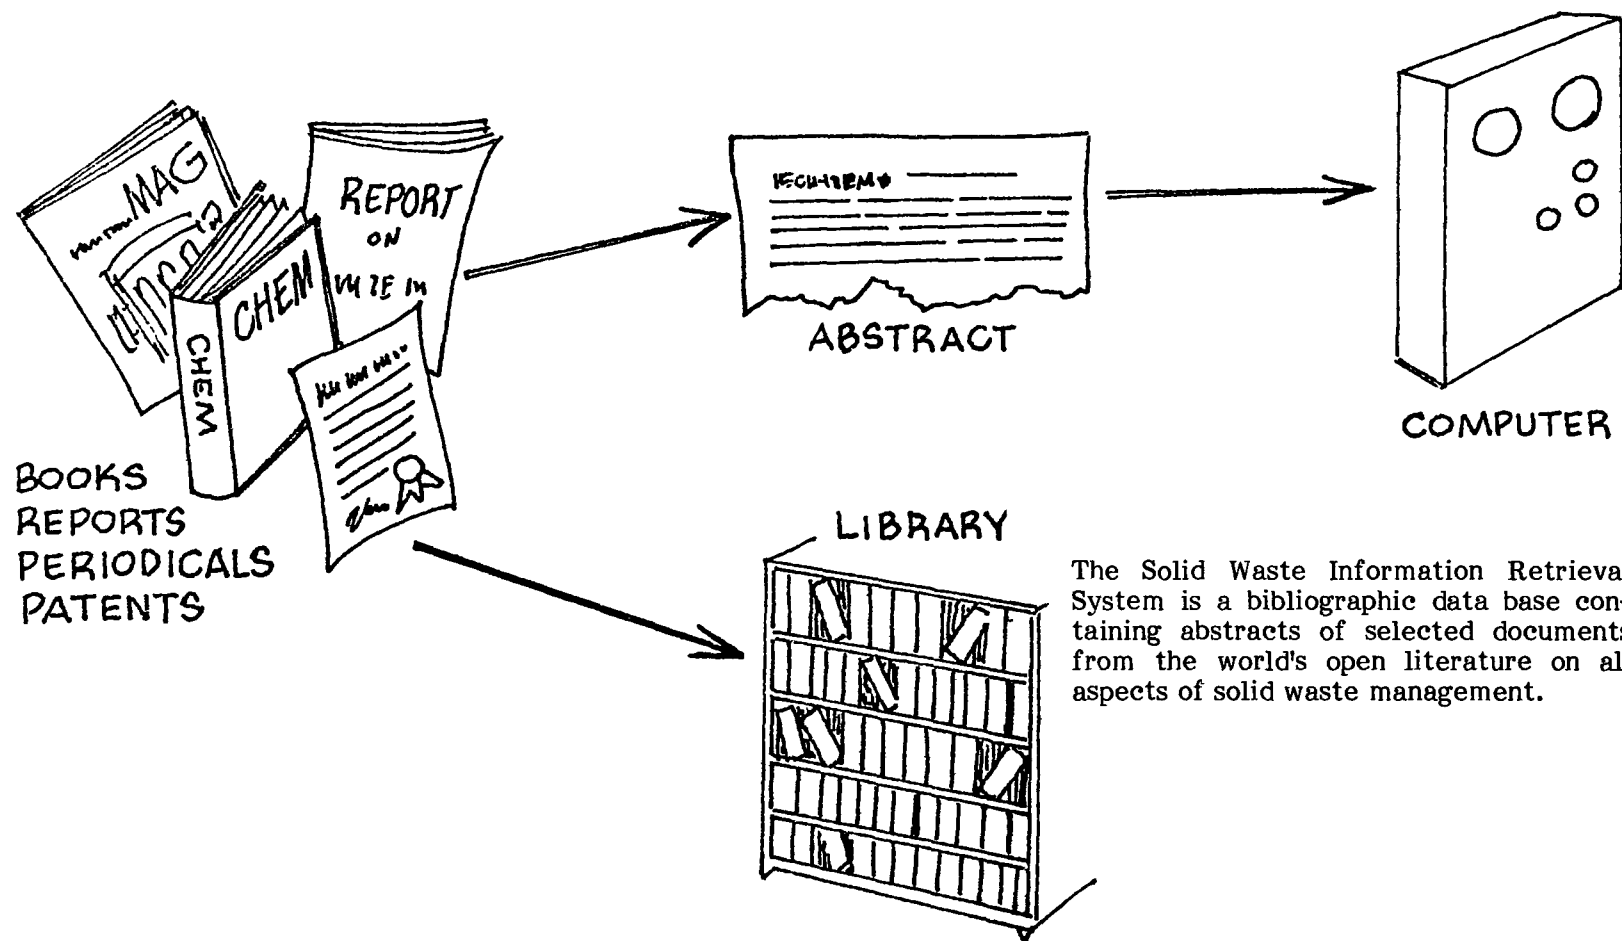 MAG
REPORT
ON
CHEM
CHEM
BOOKS
REPORTS
PERIODICALS
PATENTS
ABSTRACT
COMPUTER
LIBRARY
The Solid Waste Information Retrieva
System is a bibliographic data base con-
taining abstracts of selected documents
from the world's open literature on al
aspects of solid waste management.